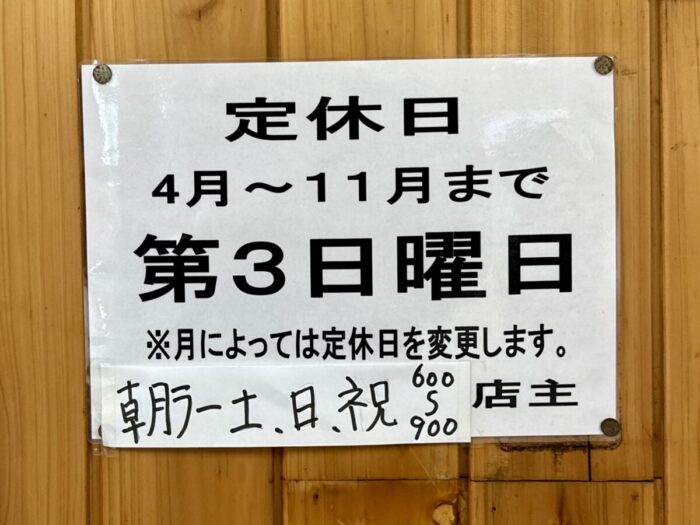 定休日
4月～11月まで
第3日曜日
※月によっては定休日を変更します。
朝ラー土、日、祝 600
S
900
店主